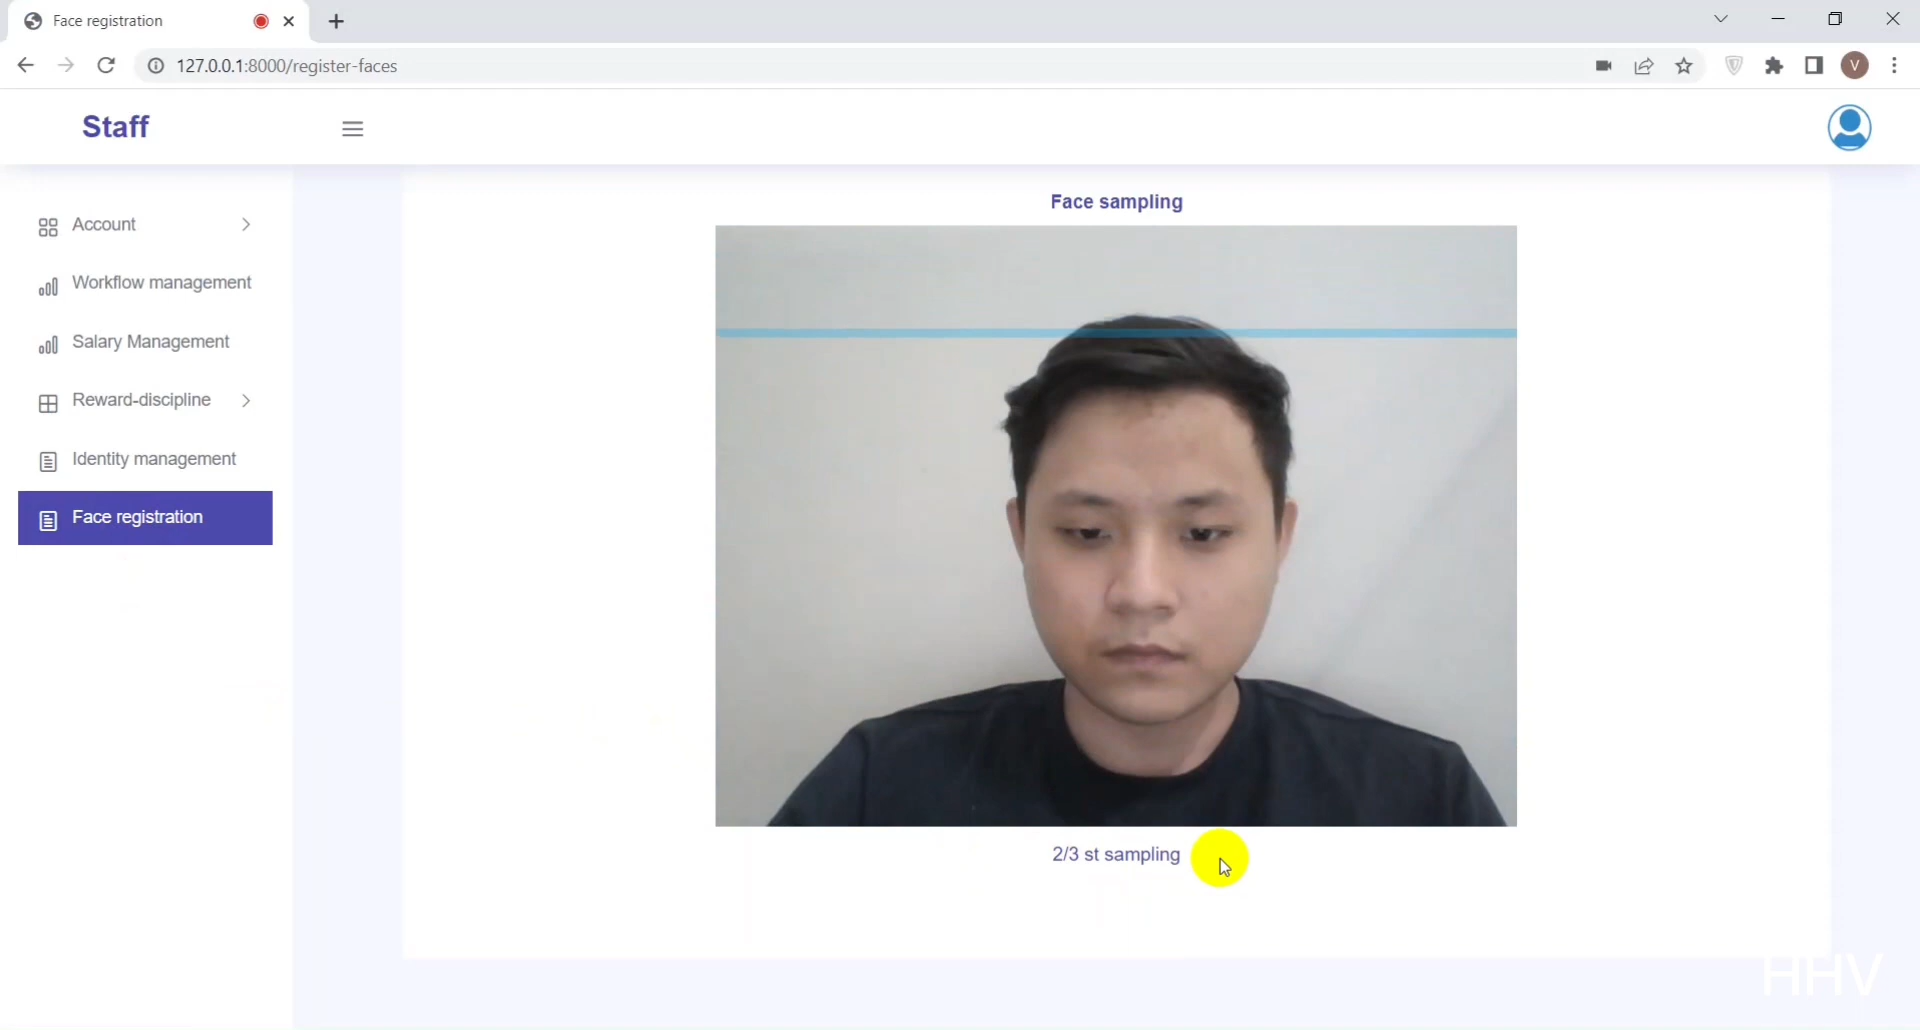 Face registration
127.0.0.1:8000/register-faces
V
Staff
Face sampling
Account
Workflow management
Salary Management
Reward-discipline
Identity management
Face registration
2/3 st sampling
HHV